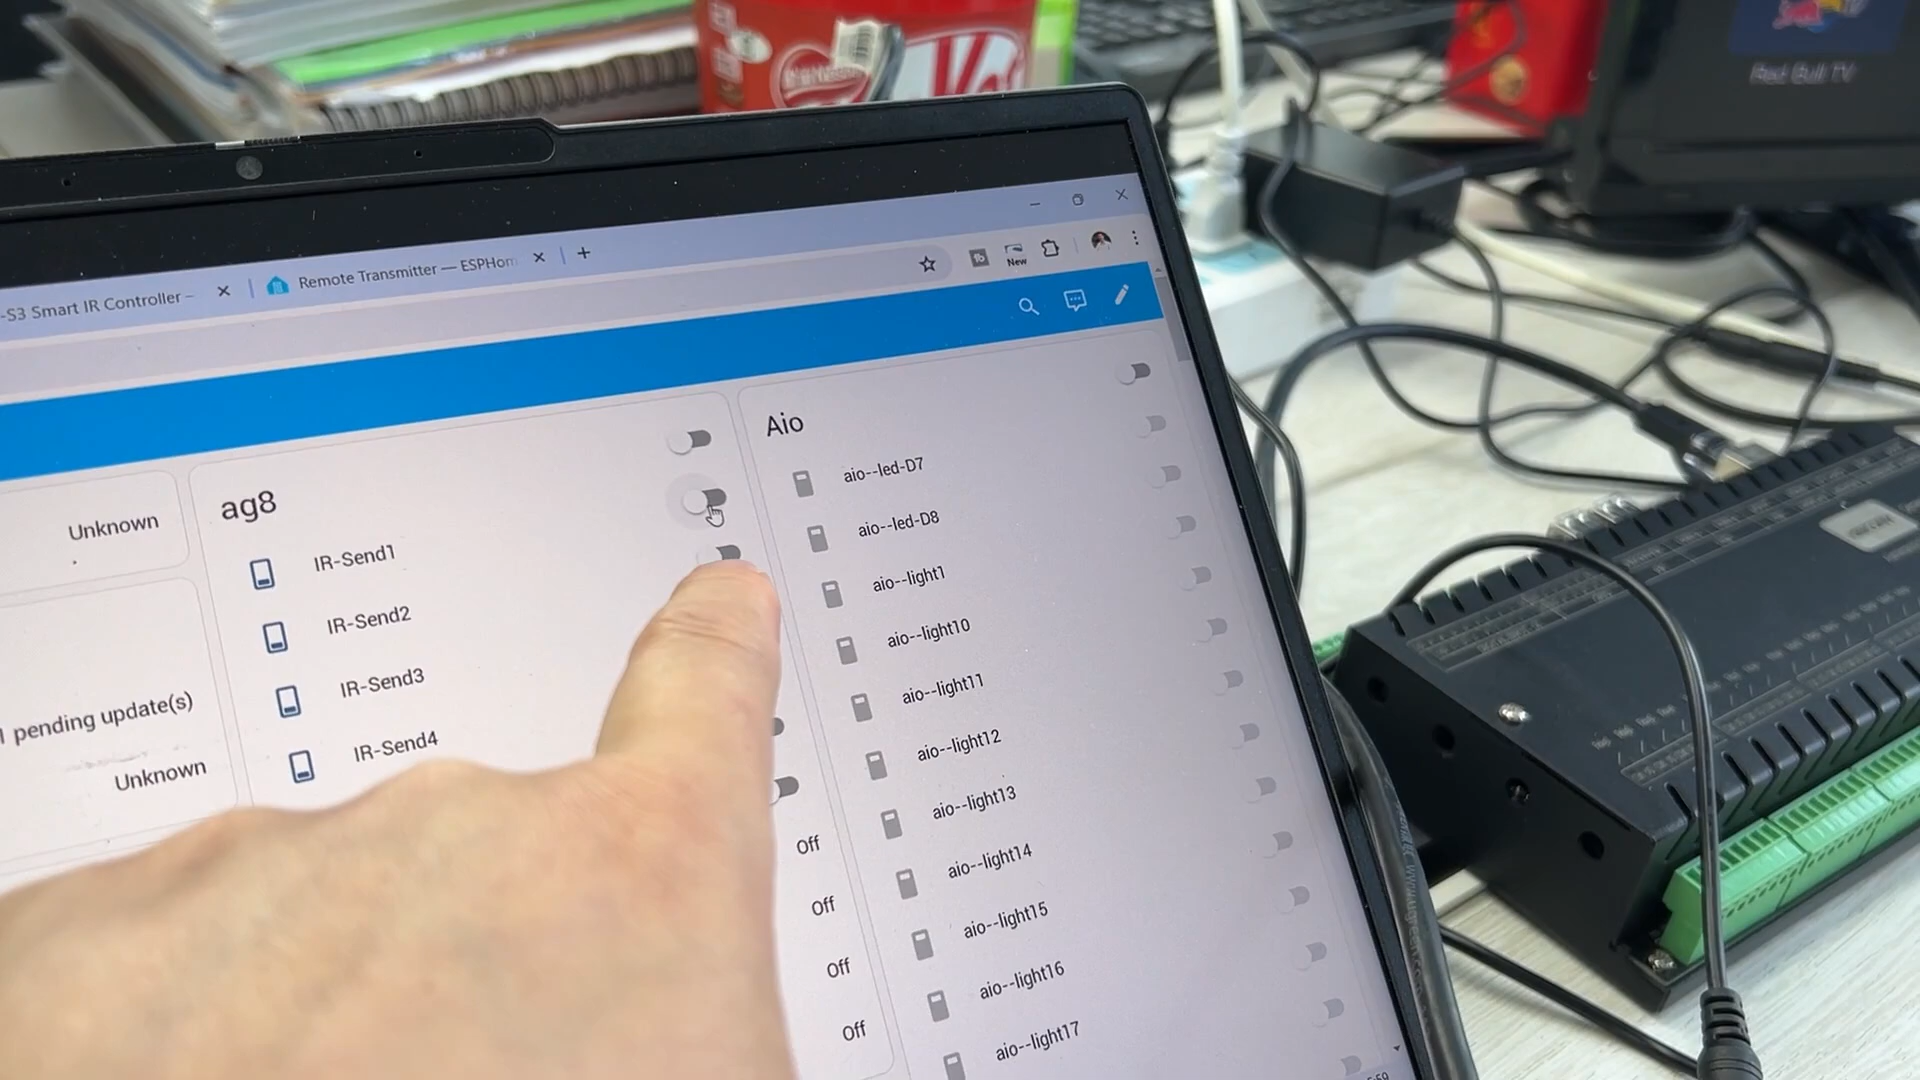 Red Bull TV
-S3 Smart IR Controller –
Remote Transmitter — ESPHom
New
Unknown
1 pending update(s)
Unknown
ag8
IR-Send1
IR-Send2
IR-Send3
IR-Send4
Off
Off
Off
Off
Aio
aio--led-D7
aio--led-D8
aio--light1
aio--light10
aio--light11
aio--light12
aio--light13
aio--light14
aio--light15
aio--light16
aio--light17